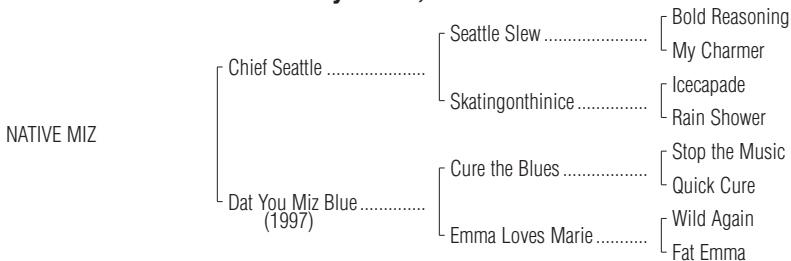 Bold Reasoning
Seattle Slew ......................
My Charmer
Chief Seattle .....................
Icecapade
Skatingonthinice ...............
Rain Shower
NATIVE MIZ
Stop the Music
Cure the Blues ..................
Quick Cure
Dat You Miz Blue ..............
(1997)
Wild Again
Emma Loves Marie ...........
Fat Emma